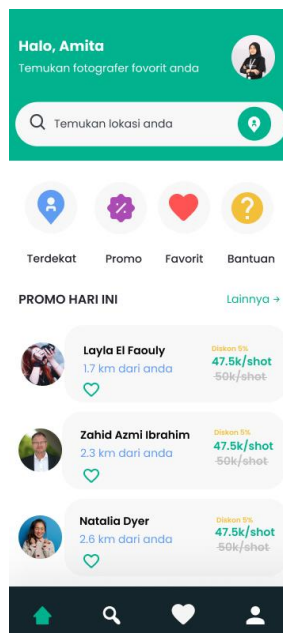 Halo, Amita
Temukan fotografer fovorit anda
Temukan lokasi anda
Terdekat Promo Favorit Bantuan
PROMO HARI INI Lainnya →
Layla El Faouly
1.7 km dari anda
Diskon 5%
47.5k/shot
50k/shot
Zahid Azmi Ibrahim
2.3 km dari anda
Diskon 5%
47.5k/shot
50k/shot
Natalia Dyer
2.6 km dari anda
Diskon 5%
47.5k/shot
50k/shot